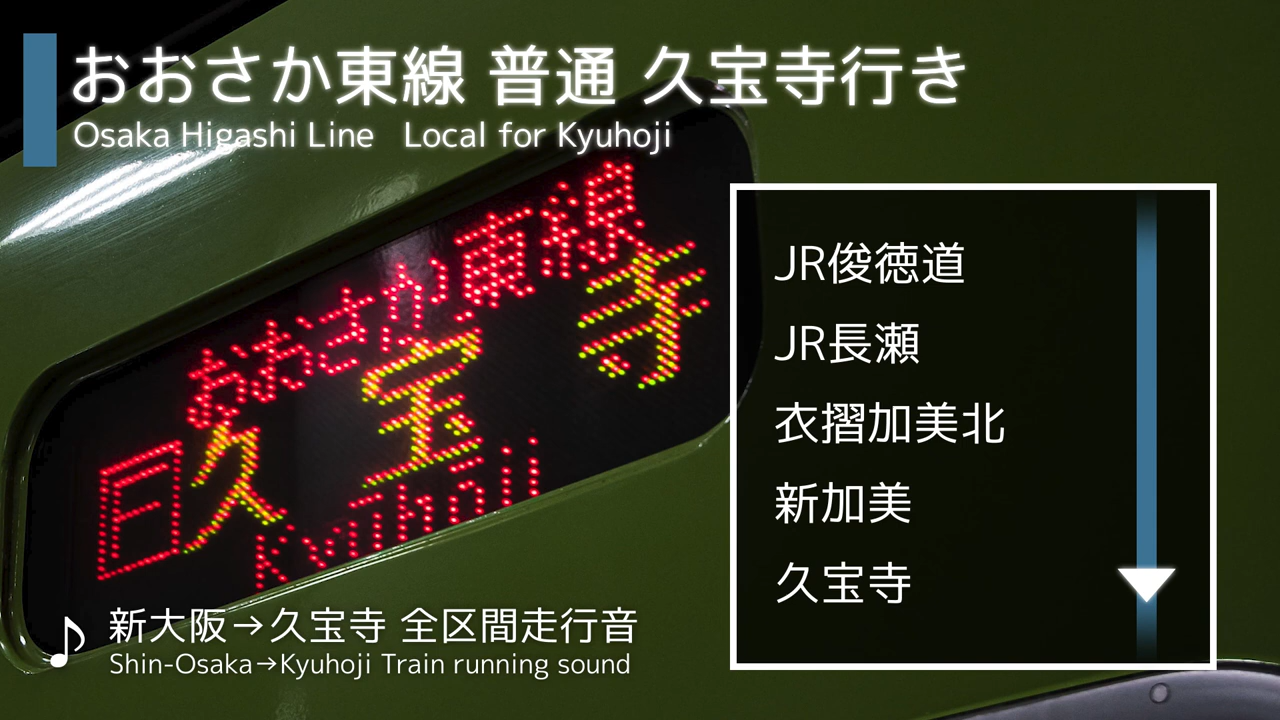 おおさか東線 普通 久宝寺行き
Osaka Higashi Line Local for Kyuhoji
おおさか東線
F 久宝寺
Kyūhōji
JR俊徳道
JR長瀬
衣摺加美北
新加美
久宝寺
新大阪→久宝寺 全区間走行音
Shin-Osaka→Kyuhoji Train running sound